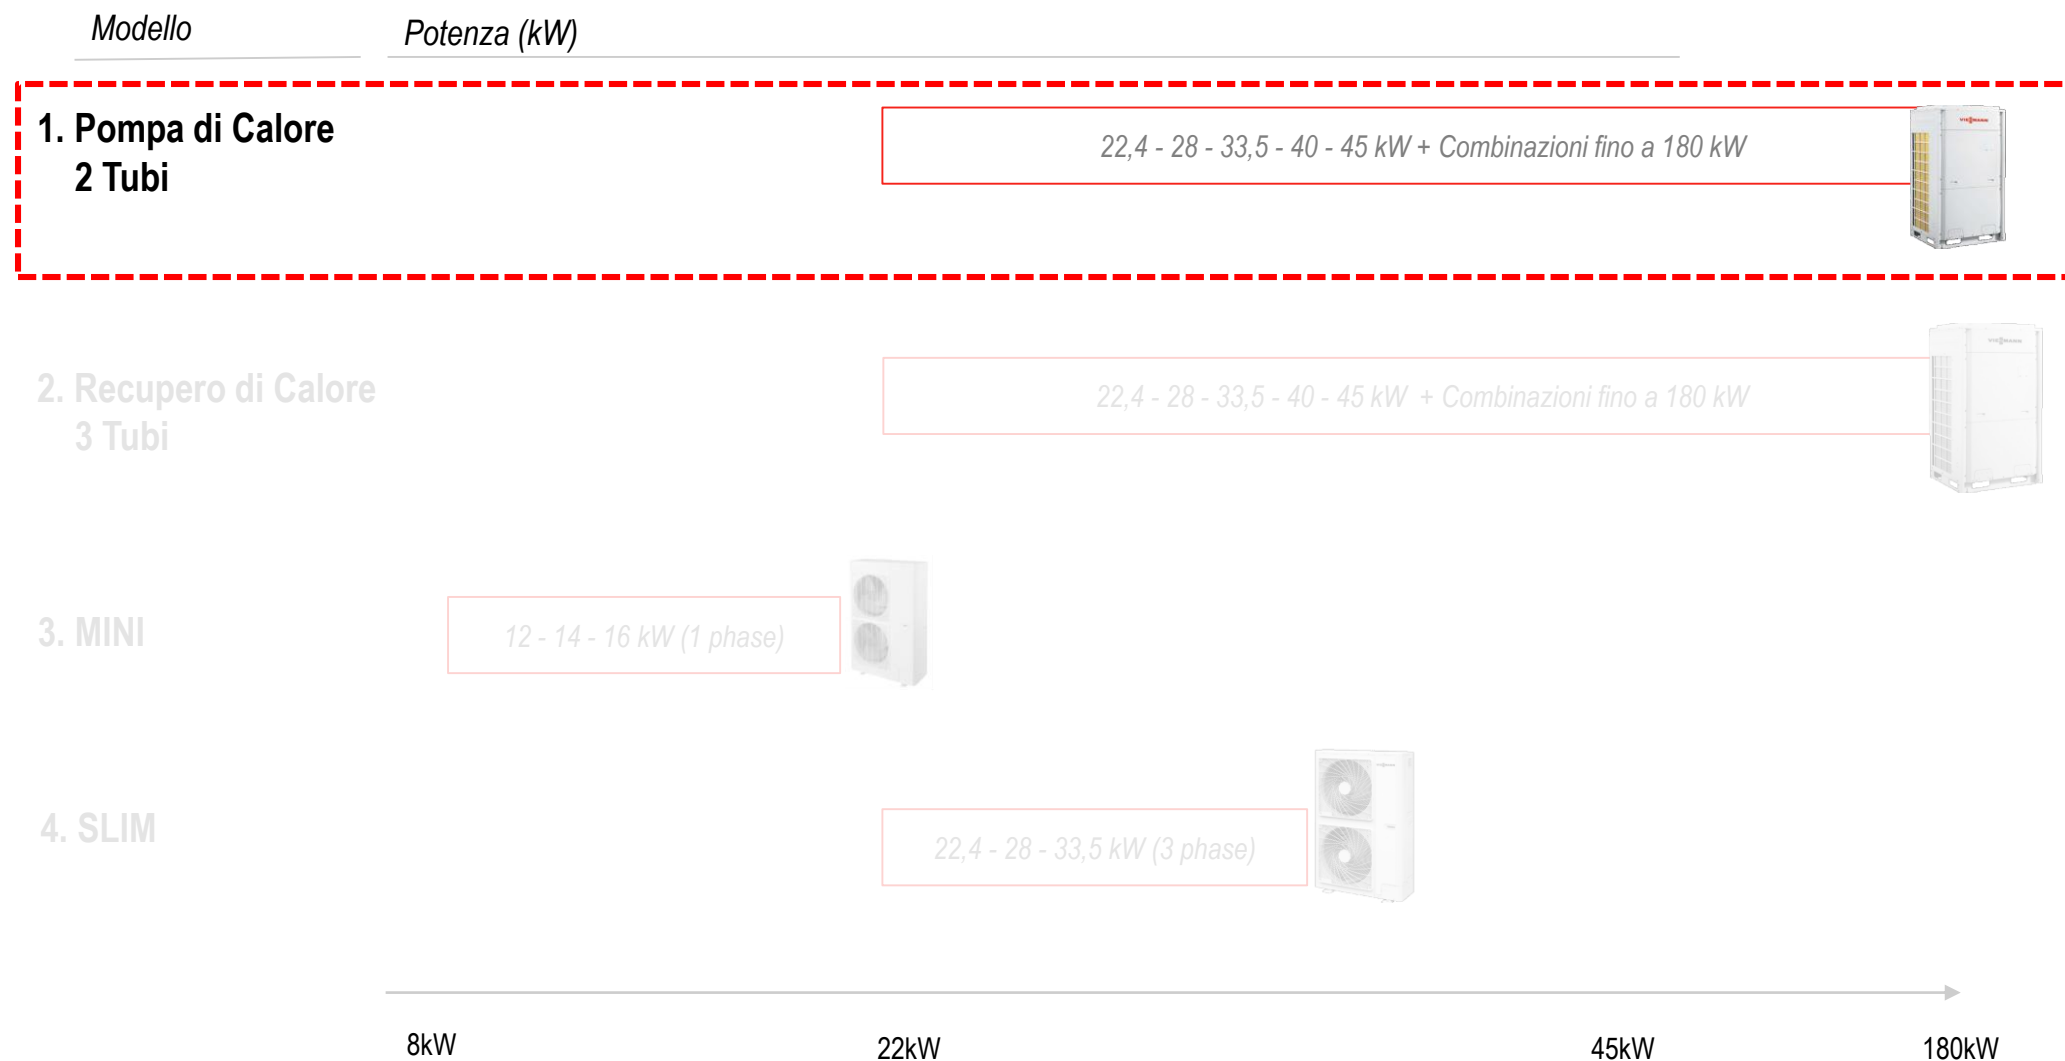 Modello
Potenza (kW)
1. Pompa di Calore
2 Tubi
22,4 - 28 - 33,5 - 40 - 45 kW + Combinazioni fino a 180 kW
VIESMANN
2. Recupero di Calore
3 Tubi
22,4 - 28 - 33,5 - 40 - 45 kW + Combinazioni fino a 180 kW
VIESMANN
3. MINI
12 - 14 - 16 kW (1 phase)
4. SLIM
22,4 - 28 - 33,5 kW (3 phase)
8kW
22kW
45kW
180kW